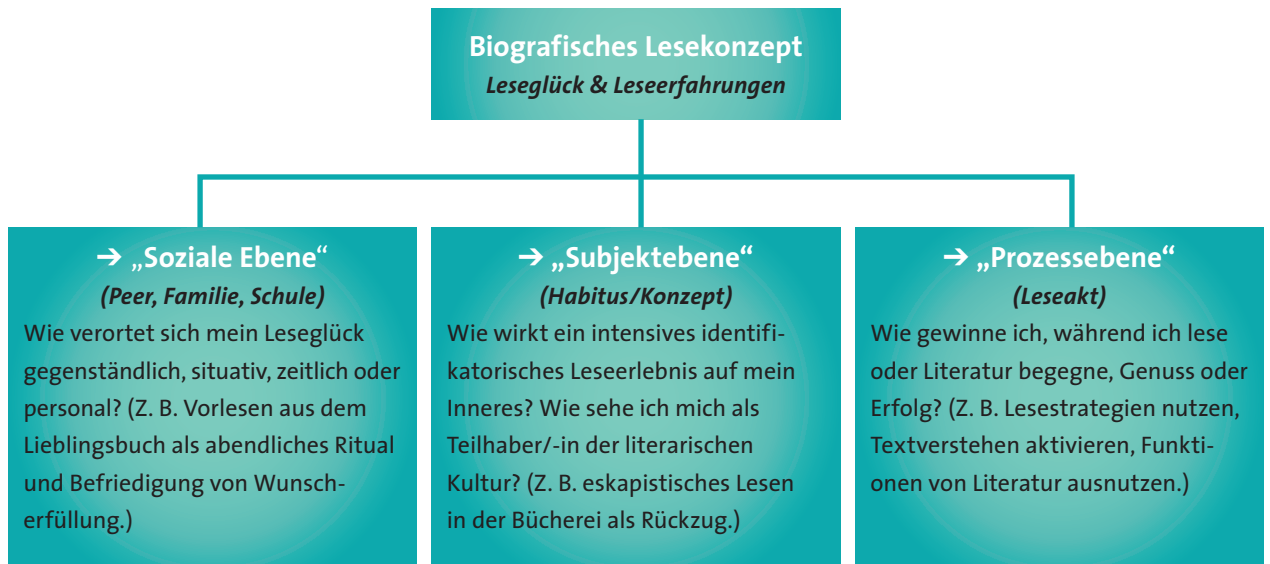 Biografisches Lesekonzept
Leseglück & Leseerfahrungen
➔ „Soziale Ebene“
(Peer, Familie, Schule)
Wie verortet sich mein Leseglück
gegenständlich, situativ, zeitlich oder
personal? (Z. B. Vorlesen aus dem
Lieblingsbuch als abendliches Ritual
und Befriedigung von Wunsch-
erfüllung.)
➔ „Subjektebene“
(Habitus/Konzept)
Wie wirkt ein intensives identifi-
katorisches Leseerlebnis auf mein
Inneres? Wie sehe ich mich als
Teilhaber/-in der literarischen
Kultur? (Z. B. eskapistisches Lesen
in der Bücherei als Rückzug.)
➔ „Prozessebene“
(Leseakt)
Wie gewinne ich, während ich lese
oder Literatur begegne, Genuss oder
Erfolg? (Z. B. Lesestrategien nutzen,
Textverstehen aktivieren, Funkti-
onen von Literatur ausnutzen.)